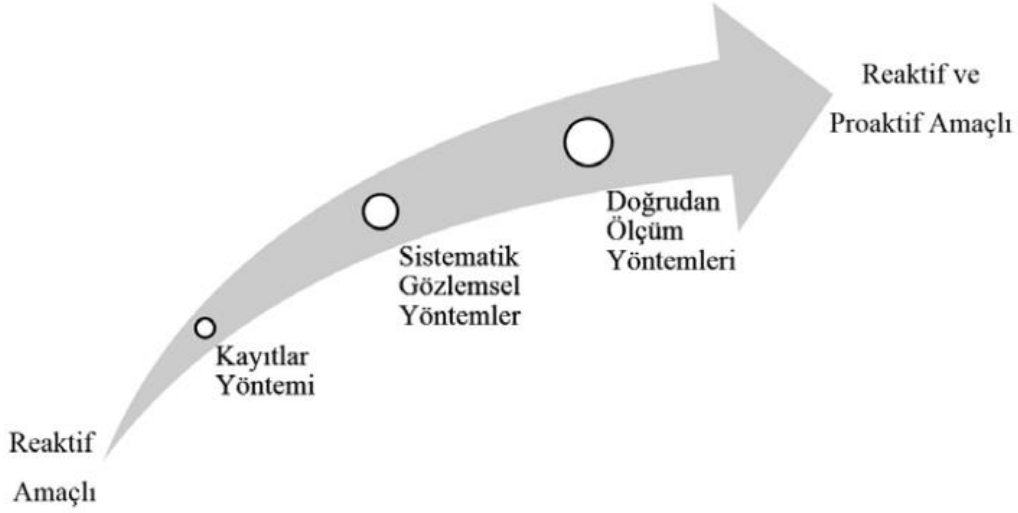 Reaktif ve
Proaktif Amaçlı
Doğrudan
Ölçüm
Yöntemleri
Sistematik
Gözlemsel
Yöntemler
Kayıtlar
Yöntemi
Reaktif
Amaçlı